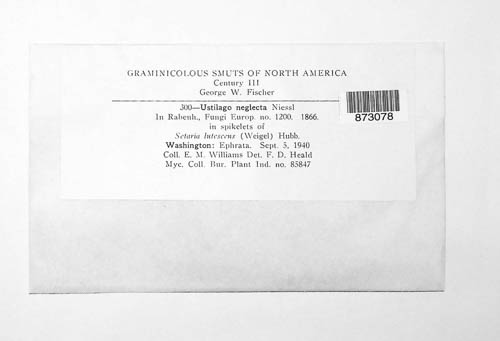 GRAMINICOLOUS SMUTS OF NORTH AMERICA
Century III
George W. Fischer
300—Ustilago neglecta Niessl
In Rabenh., Fungi Europ. no. 1200. 1866.
in spikelets of
Setaria lutescens (Weigel) Hubb.
Washington: Ephrata. Sept. 5, 1940
Coll. E. M. Williams Det. F. D. Heald
Myc. Coll. Bur. Plant Ind. no. 85847
873078